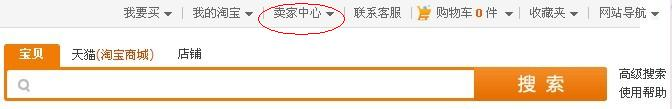 我要买 我的淘宝 卖家中心 联系客服 购物车 0 件 收藏夹 网站导航
宝贝 天猫(淘宝商城) 店铺
搜 索
高级搜索
使用帮助